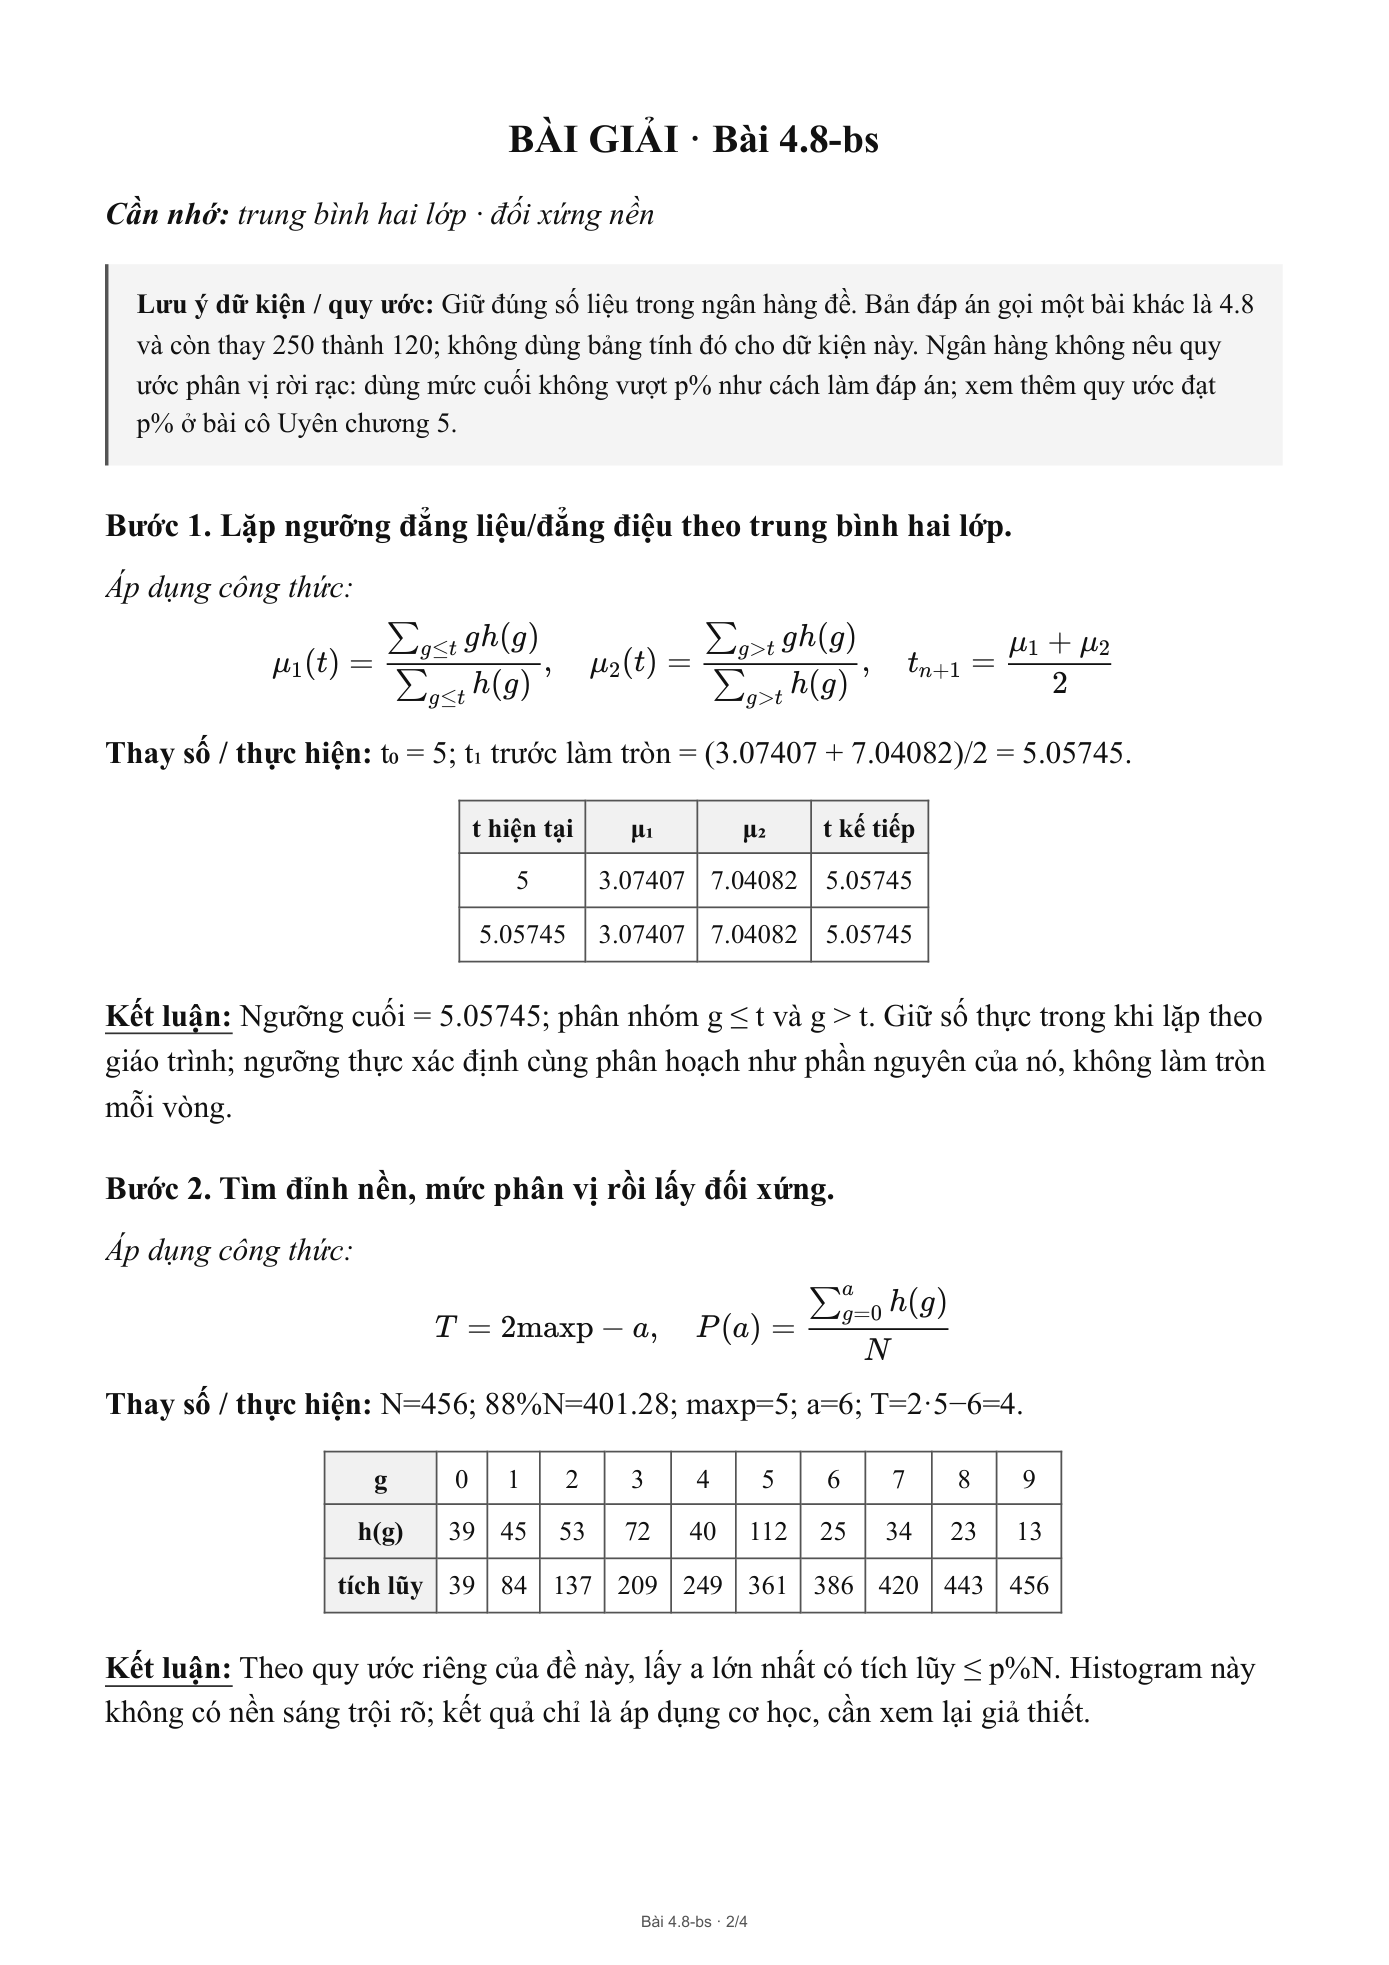 BÀI GIẢI · Bài 4.8-bs
Cần nhớ: trung bình hai lớp · đối xứng nền
Lưu ý dữ kiện / quy ước: Giữ đúng số liệu trong ngân hàng đề. Bản đáp án gọi một bài khác là 4.8
và còn thay 250 thành 120; không dùng bảng tính đó cho dữ kiện này. Ngân hàng không nêu quy
ước phân vị rời rạc: dùng mức cuối không vượt p% như cách làm đáp án; xem thêm quy ước đạt
p% ở bài cô Uyên chương 5.
Bước 1. Lặp ngưỡng đẳng liệu/đẳng điệu theo trung bình hai lớp.
Áp dụng công thức:
μ₁(t) = ∑_{g≤t} gh(g) / ∑_{g≤t} h(g), μ₂(t) = ∑_{g>t} gh(g) / ∑_{g>t} h(g), t_{n+1} = (μ₁ + μ₂) / 2
Thay số / thực hiện: t₀ = 5; t₁ trước làm tròn = (3.07407 + 7.04082)/2 = 5.05745.
t hiện tại μ₁ μ₂ t kế tiếp
5 3.07407 7.04082 5.05745
5.05745 3.07407 7.04082 5.05745
Kết luận: Ngưỡng cuối = 5.05745; phân nhóm g ≤ t và g > t. Giữ số thực trong khi lặp theo
giáo trình; ngưỡng thực xác định cùng phân hoạch như phần nguyên của nó, không làm tròn
mỗi vòng.
Bước 2. Tìm đỉnh nền, mức phân vị rồi lấy đối xứng.
Áp dụng công thức:
T = 2maxp − a, P(a) = ∑_{g=0}^{a} h(g) / N
Thay số / thực hiện: N=456; 88%N=401.28; maxp=5; a=6; T=2·5−6=4.
g 0 1 2 3 4 5 6 7 8 9
h(g) 39 45 53 72 40 112 25 34 23 13
tích lũy 39 84 137 209 249 361 386 420 443 456
Kết luận: Theo quy ước riêng của đề này, lấy a lớn nhất có tích lũy ≤ p%N. Histogram này
không có nền sáng trội rõ; kết quả chỉ là áp dụng cơ học, cần xem lại giả thiết.
Bài 4.8-bs · 2/4